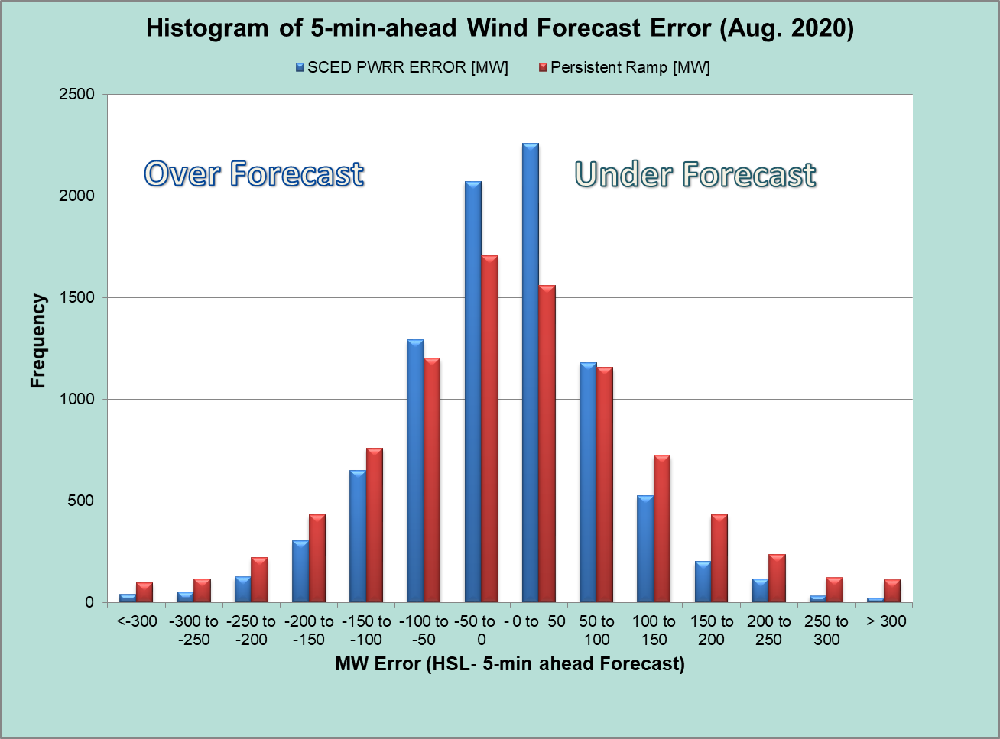 Histogram of 5-min-ahead Wind Forecast Error (Aug. 2020)
SCED PWRR ERROR [MW] Persistent Ramp [MW]
2500
Over Forecast Under Forecast
2000
1500
Frequency
1000
500
0
<-300 -300 to -250 to -200 to -150 to -100 to -50 to - 0 to 50 50 to 100 to 150 to 200 to 250 to > 300
-250 -200 -150 -100 -50 0 100 150 200 250 300
MW Error (HSL- 5-min ahead Forecast)